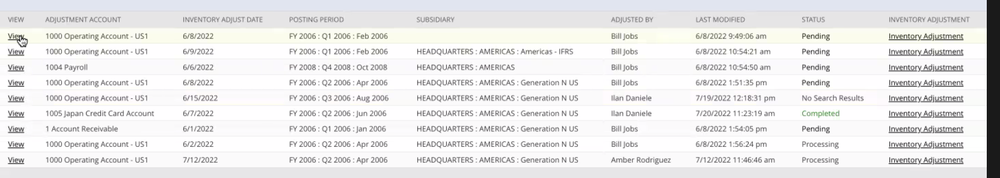 VIEW ADJUSTMENT ACCOUNT INVENTORY ADJUST DATE POSTING PERIOD SUBSIDIARY ADJUSTED BY LAST MODIFIED STATUS INVENTORY ADJUSTMENT
View 1000 Operating Account - US1 6/8/2022 FY 2006 : Q1 2006 : Feb 2006 Bill Jobs 6/8/2022 9:49:06 am Pending Inventory Adjustment
View 1000 Operating Account - US1 6/9/2022 FY 2006 : Q1 2006 : Feb 2006 HEADQUARTERS : AMERICAS : Americas - IFRS Bill Jobs 6/8/2022 10:54:21 am Pending Inventory Adjustment
View 1004 Payroll 6/6/2022 FY 2008 : Q4 2008 : Oct 2008 HEADQUARTERS : AMERICAS Bill Jobs 6/8/2022 10:54:50 am Pending Inventory Adjustment
View 1000 Operating Account - US1 6/8/2022 FY 2006 : Q2 2006 : Apr 2006 HEADQUARTERS : AMERICAS : Generation N US Bill Jobs 6/8/2022 1:51:35 pm Pending Inventory Adjustment
View 1000 Operating Account - US1 6/15/2022 FY 2006 : Q3 2006 : Aug 2006 HEADQUARTERS : AMERICAS : Generation N US Ilan Daniele 7/19/2022 12:18:31 pm No Search Results Inventory Adjustment
View 1005 Japan Credit Card Account 6/7/2022 FY 2006 : Q2 2006 : Jun 2006 HEADQUARTERS : AMERICAS : Generation N US Ilan Daniele 7/20/2022 11:23:19 am Completed Inventory Adjustment
View 1 Account Receivable 6/1/2022 FY 2006 : Q1 2006 : Jan 2006 HEADQUARTERS : AMERICAS : Generation N US Bill Jobs 6/8/2022 1:54:05 pm Pending Inventory Adjustment
View 1000 Operating Account - US1 6/2/2022 FY 2006 : Q2 2006 : Apr 2006 HEADQUARTERS : AMERICAS : Generation N US Bill Jobs 6/8/2022 1:56:24 pm Processing Inventory Adjustment
View 1000 Operating Account - US1 7/12/2022 FY 2006 : Q2 2006 : Apr 2006 HEADQUARTERS : AMERICAS : Generation N US Amber Rodriguez 7/12/2022 11:46:46 am Processing Inventory Adjustment